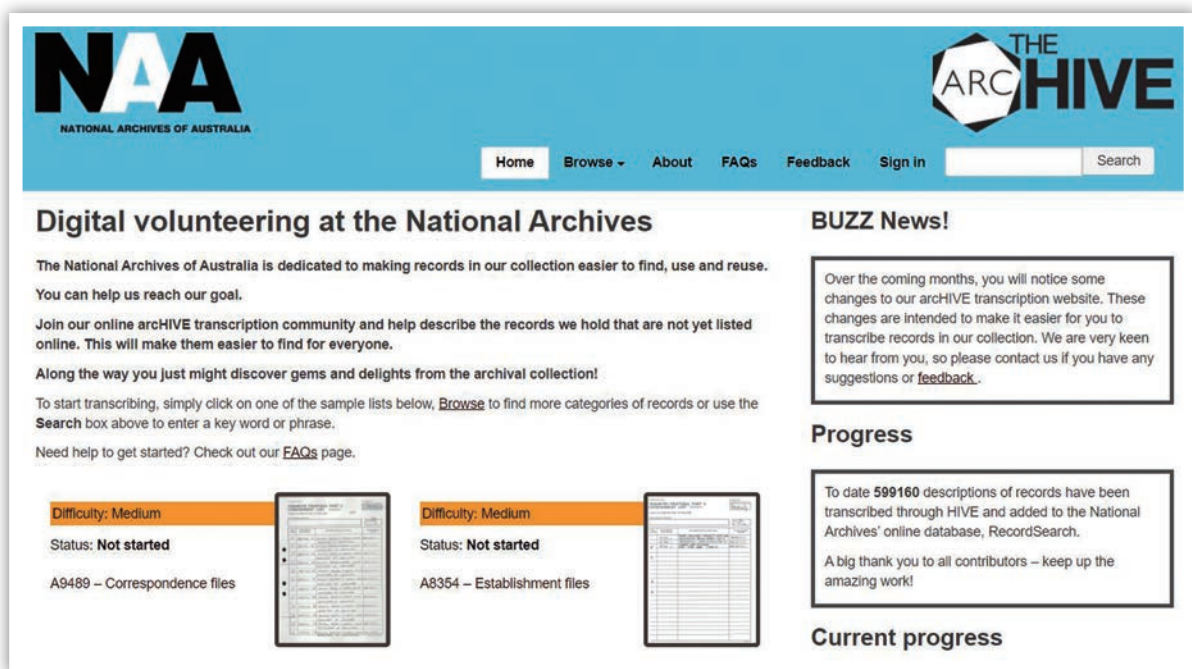 NAA
NATIONAL ARCHIVES OF AUSTRALIA
THE
ARCHIVE
Home Browse About FAQs Feedback Sign in Search
Digital volunteering at the National Archives
The National Archives of Australia is dedicated to making records in our collection easier to find, use and reuse.
You can help us reach our goal.
Join our online arcHIVE transcription community and help describe the records we hold that are not yet listed
online. This will make them easier to find for everyone.
Along the way you just might discover gems and delights from the archival collection!
To start transcribing, simply click on one of the sample lists below, Browse to find more categories of records or use the
Search box above to enter a key word or phrase.
Need help to get started? Check out our FAQs page.
Difficulty: Medium
Status: Not started
A9489 – Correspondence files
Difficulty: Medium
Status: Not started
A8354 – Establishment files
BUZZ News!
Over the coming months, you will notice some
changes to our arcHIVE transcription website. These
changes are intended to make it easier for you to
transcribe records in our collection. We are very keen
to hear from you, so please contact us if you have any
suggestions or feedback .
Progress
To date 599160 descriptions of records have been
transcribed through HIVE and added to the National
Archives' online database, RecordSearch.
A big thank you to all contributors – keep up the
amazing work!
Current progress